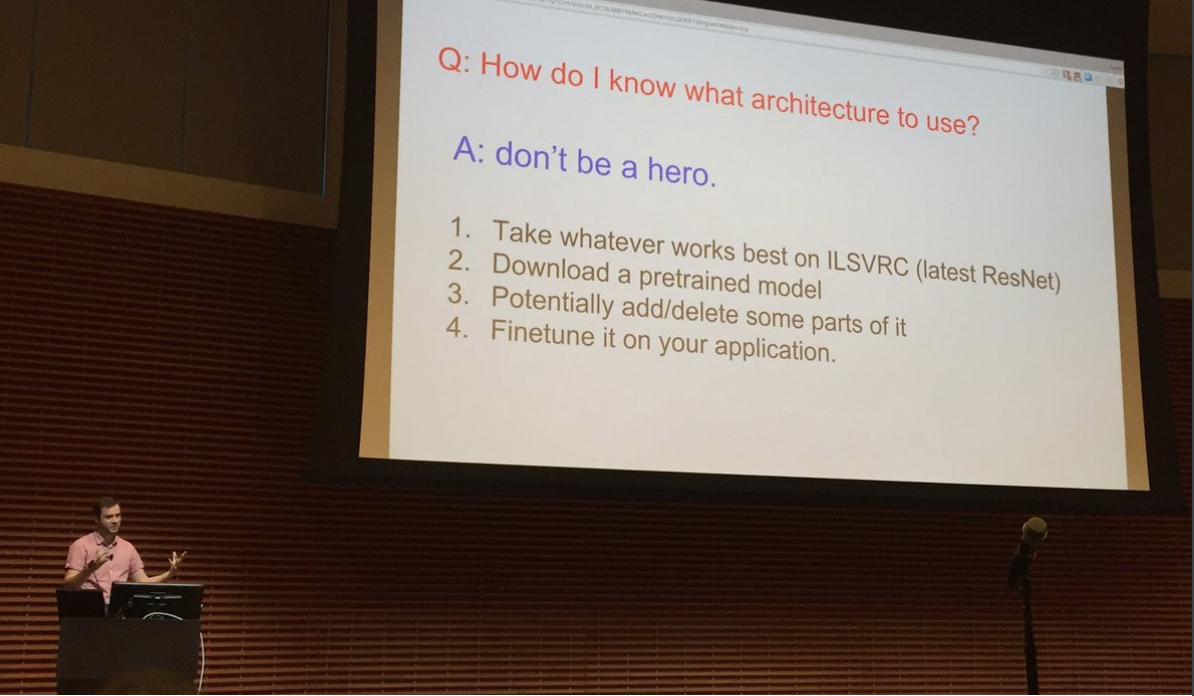 Q: How do I know what architecture to use?
A: don't be a hero.
1. Take whatever works best on ILSVRC (latest ResNet)
2. Download a pretrained model
3. Potentially add/delete some parts of it
4. Finetune it on your application.